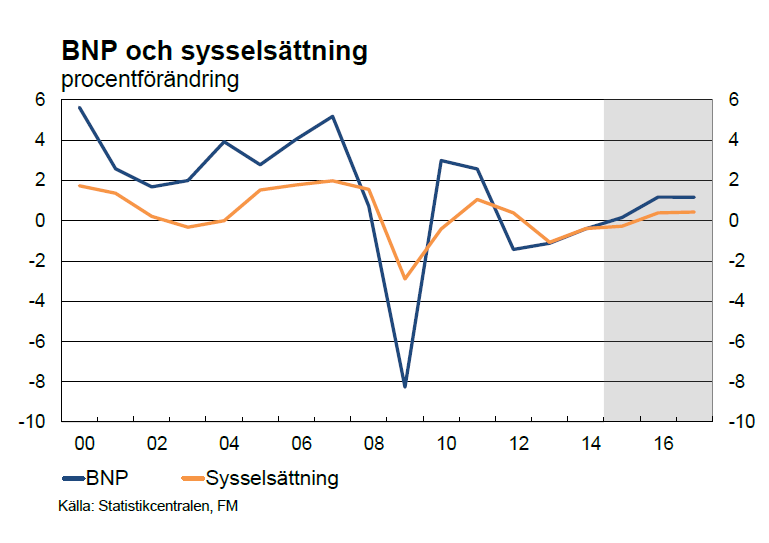 BNP och sysselsättning
procentförändring
6 6
4 4
2 2
0 0
-2 -2
-4 -4
-6 -6
-8 -8
-10 -10
00 02 04 06 08 10 12 14 16
BNP Sysselsättning
Källa: Statistikcentralen, FM